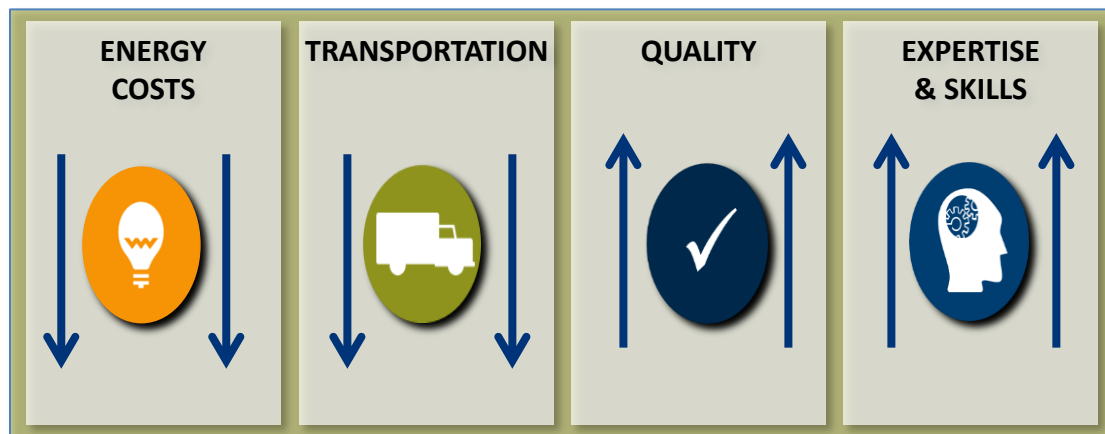 ENERGY
COSTS
TRANSPORTATION
QUALITY
EXPERTISE
& SKILLS